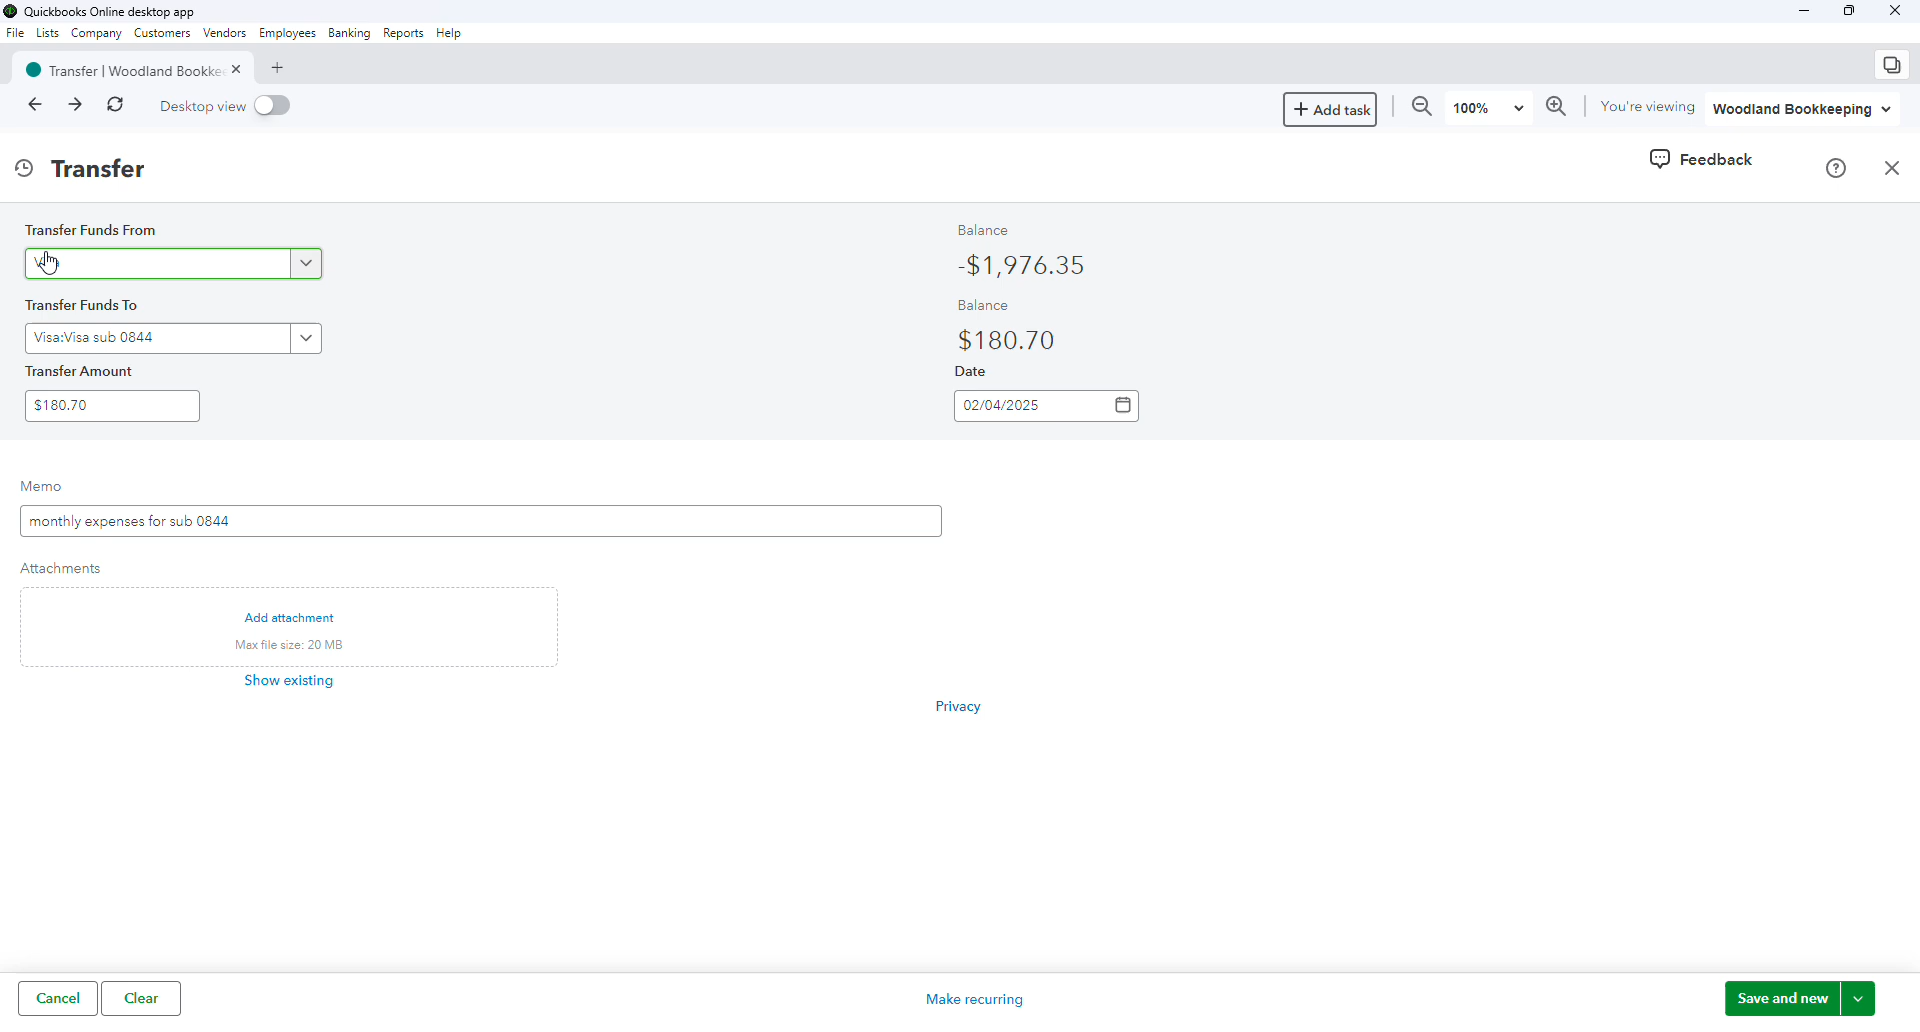 Quickbooks Online desktop app
File Lists Company Customers Vendors Employees Banking Reports Help
Transfer | Woodland Bookkee
Desktop view
+ Add task
100%
You're viewing
Woodland Bookkeeping
Transfer
Feedback
Transfer Funds From
Balance
-$1,976.35
Transfer Funds To
Balance
Visa:Visa sub 0844
$180.70
Transfer Amount
Date
$180.70
02/04/2025
Memo
monthly expenses for sub 0844
Attachments
Add attachment
Max file size: 20 MB
Show existing
Privacy
Cancel
Clear
Make recurring
Save and new